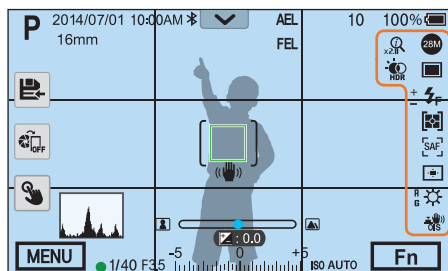 P 2014/07/01 10:00AM AEL 10 100%
16mm FEL
x2.0 28M
HDR
F
SAF
OFF
A
G
OIS
: 0.0
MENU 1/40 F3.5 -5 0 +5 ISO AUTO Fn